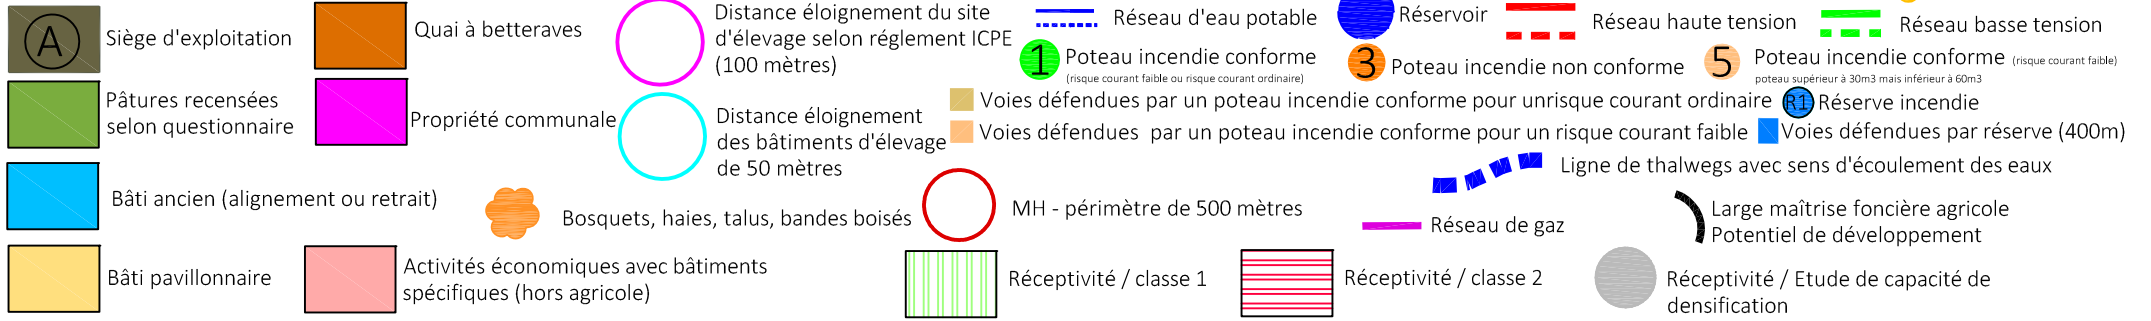 A
Siège d'exploitation
Quai à betteraves
Distance éloignement du site
d'élevage selon réglement ICPE
(100 mètres)
Réseau d'eau potable
Réservoir
Réseau haute tension
Réseau basse tension
1
Poteau incendie conforme
(risque courant faible ou risque courant ordinaire)
3
Poteau incendie non conforme
5
Poteau incendie conforme (risque courant faible)
poteau supérieur à 30m3 mais inférieur à 60m3
Pâtures recensées
selon questionnaire
Propriété communale
Distance éloignement
des bâtiments d'élevage
de 50 mètres
Voies défendues par un poteau incendie conforme pour unrisque courant ordinaire
R1
Réserve incendie
Voies défendues par un poteau incendie conforme pour un risque courant faible
Voies défendues par réserve (400m)
Ligne de thalwegs avec sens d'écoulement des eaux
Bâti ancien (alignement ou retrait)
Bosquets, haies, talus, bandes boisés
MH - périmètre de 500 mètres
Réseau de gaz
Large maîtrise foncière agricole
Potentiel de développement
Bâti pavillonnaire
Activités économiques avec bâtiments
spécifiques (hors agricole)
Réceptivité / classe 1
Réceptivité / classe 2
Réceptivité / Etude de capacité de
densification